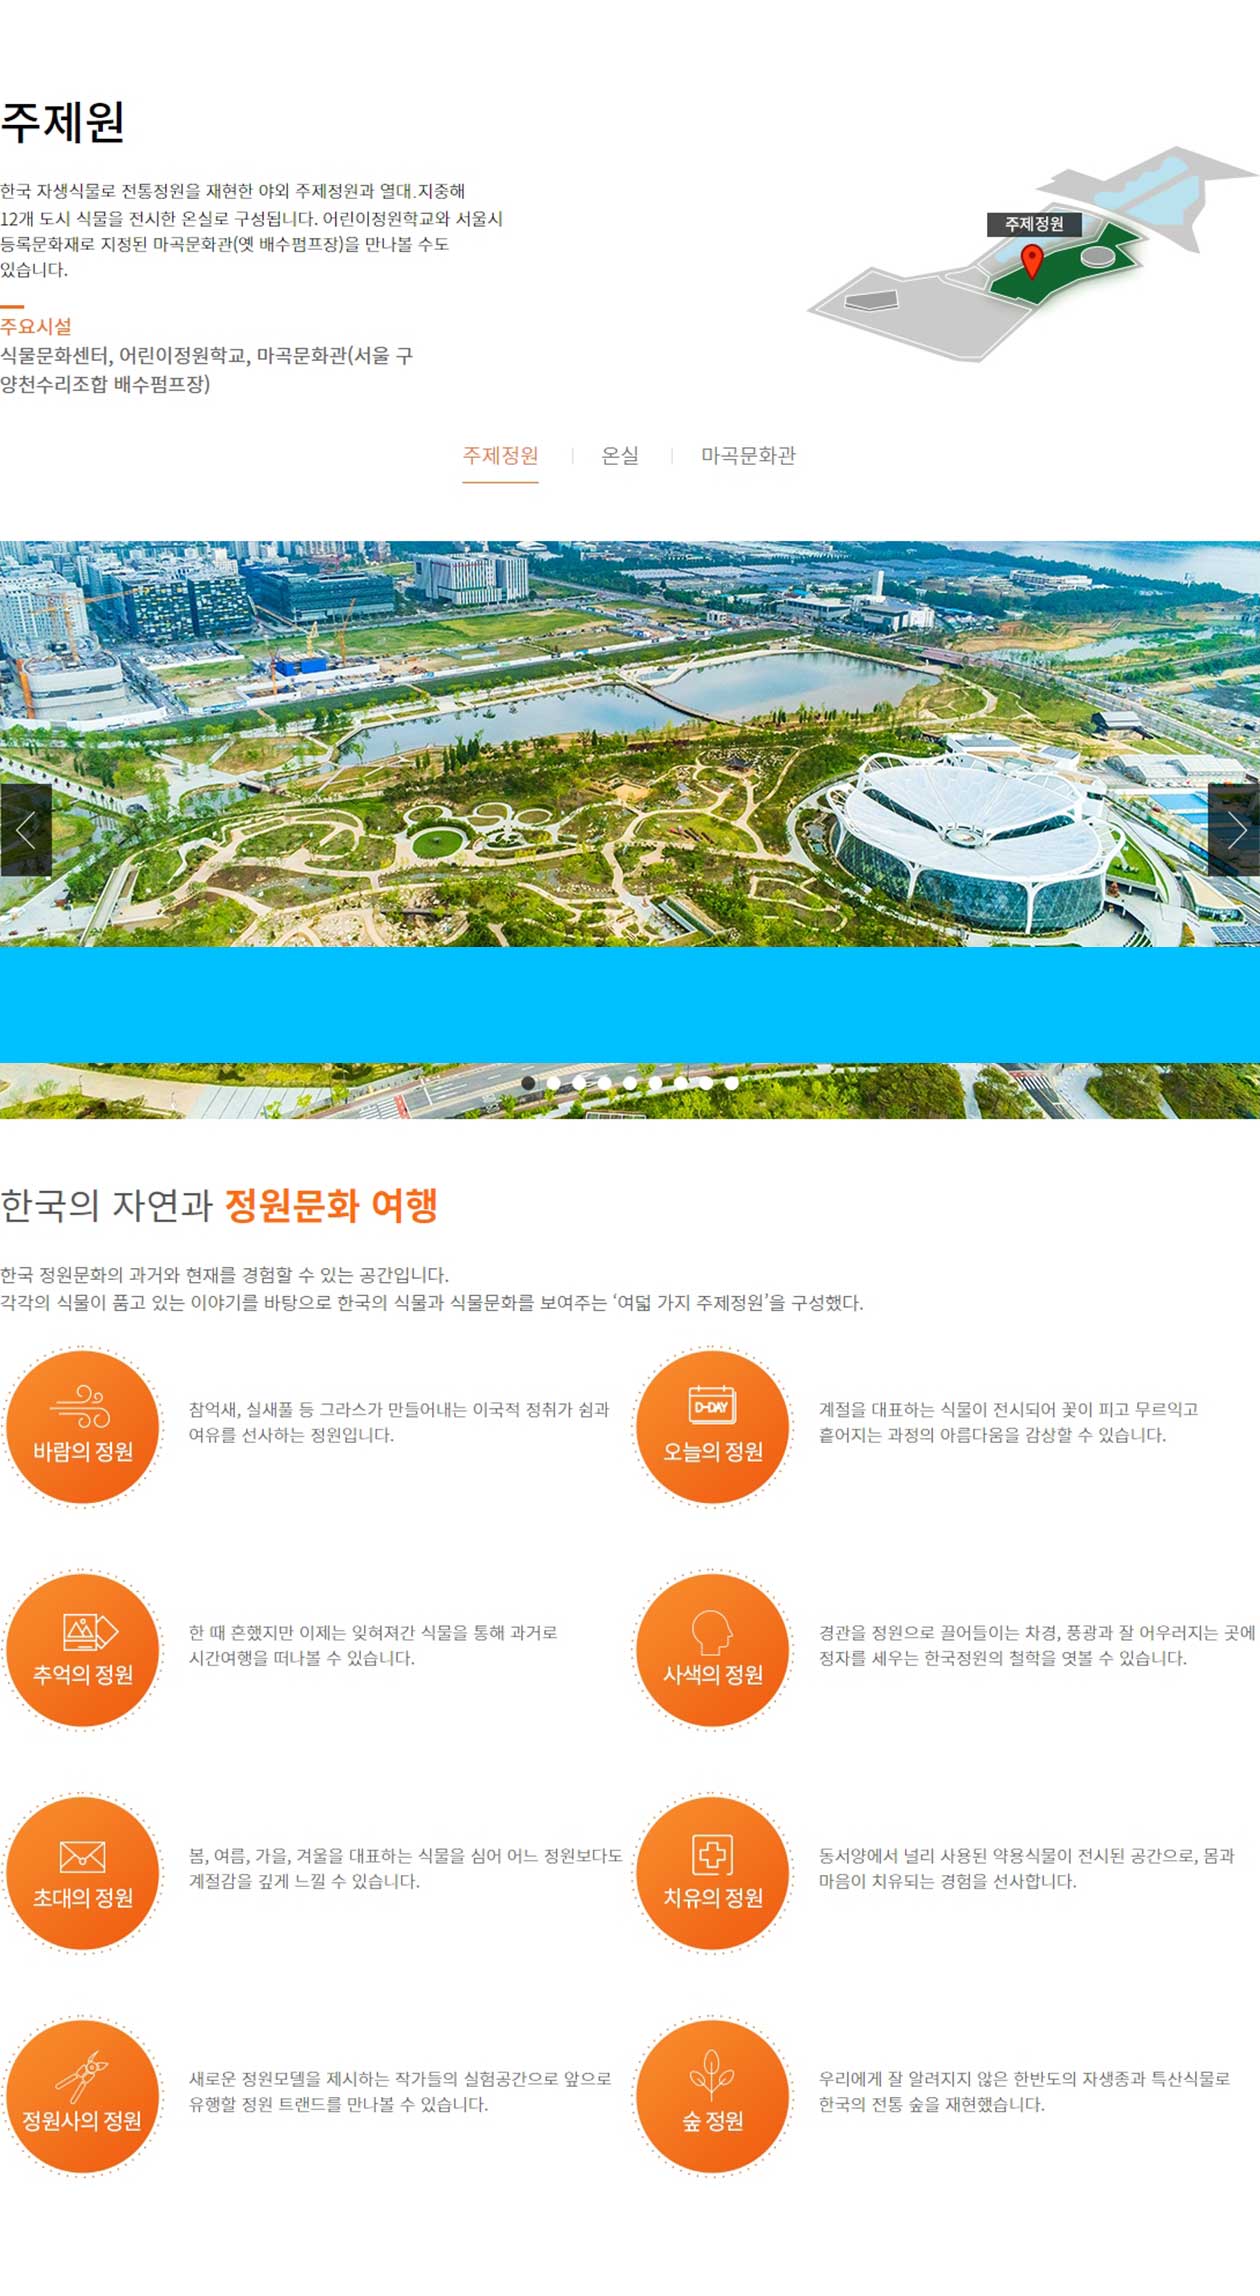 주제원
한국 자생식물로 전통정원을 재현한 야외 주제정원과 열대.지중해
12개 도시 식물을 전시한 온실로 구성됩니다. 어린이정원학교와 서울시
등록문화재로 지정된 마곡문화관(옛 배수펌프장)을 만나볼 수도
있습니다.
주제정원
주요시설
식물문화센터, 어린이정원학교, 마곡문화관(서울 구
양천수리조합 배수펌프장)
주제정원 | 온실 | 마곡문화관
한국의 자연과 정원문화 여행
한국 정원문화의 과거와 현재를 경험할 수 있는 공간입니다.
각각의 식물이 품고 있는 이야기를 바탕으로 한국의 식물과 식물문화를 보여주는 ‘여덟 가지 주제정원’을 구성했다.
바람의 정원
참억새, 실새풀 등 그라스가 만들어내는 이국적 정취가 쉼과
여유를 선사하는 정원입니다.
D-DAY
오늘의 정원
계절을 대표하는 식물이 전시되어 꽃이 피고 무르익고
흩어지는 과정의 아름다움을 감상할 수 있습니다.
추억의 정원
한 때 흔했지만 이제는 잊혀져간 식물을 통해 과거로
시간여행을 떠나볼 수 있습니다.
사색의 정원
경관을 정원으로 끌어들이는 차경, 풍광과 잘 어우러지는 곳에
정자를 세우는 한국정원의 철학을 엿볼 수 있습니다.
초대의 정원
봄, 여름, 가을, 겨울을 대표하는 식물을 심어 어느 정원보다도
계절감을 깊게 느낄 수 있습니다.
치유의 정원
동서양에서 널리 사용된 약용식물이 전시된 공간으로, 몸과
마음이 치유되는 경험을 선사합니다.
정원사의 정원
새로운 정원모델을 제시하는 작가들의 실험공간으로 앞으로
유행할 정원 트랜드를 만나볼 수 있습니다.
숲 정원
우리에게 잘 알려지지 않은 한반도의 자생종과 특산식물로
한국의 전통 숲을 재현했습니다.